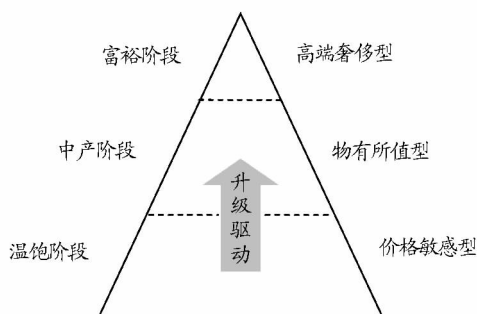 富裕阶段
高端奢侈型
中产阶段
物有所值型
升级驱动
温饱阶段
价格敏感型